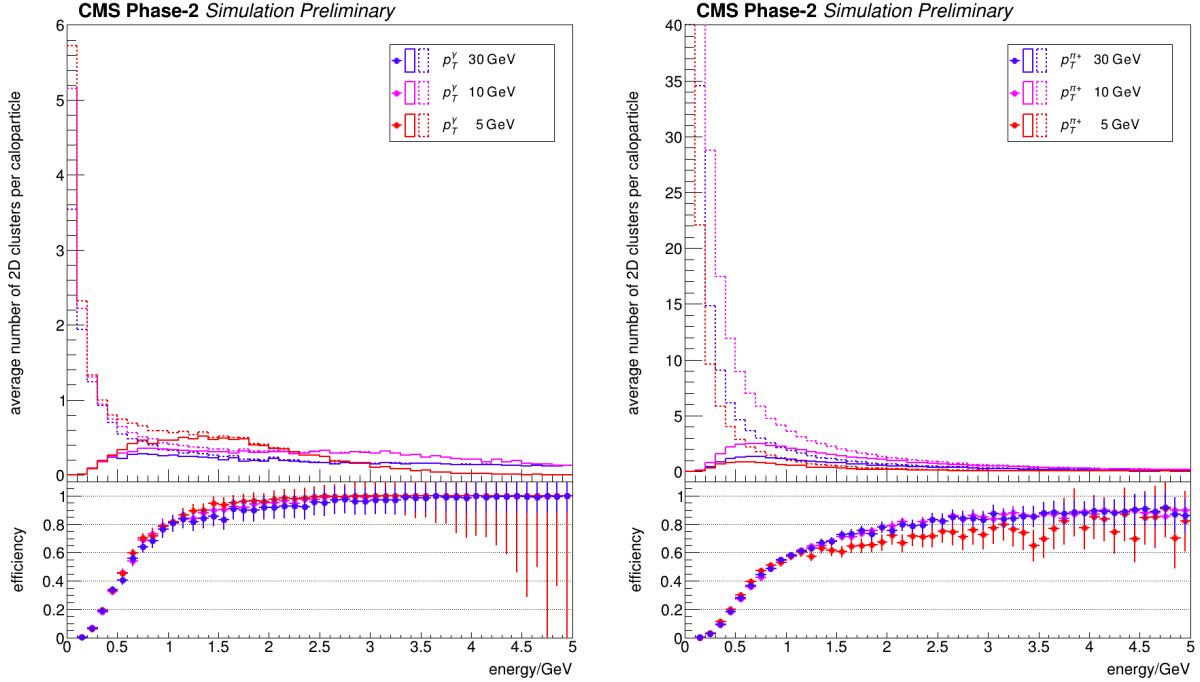 CMS Phase-2 Simulation Preliminary
average number of 2D clusters per caloparticle
6
5
4
3
2
1
0
p_T^γ 30 GeV
p_T^γ 10 GeV
p_T^γ 5 GeV
efficiency
1
0.8
0.6
0.4
0.2
0
0 0.5 1 1.5 2 2.5 3 3.5 4 4.5 5
energy/GeV
CMS Phase-2 Simulation Preliminary
average number of 2D clusters per caloparticle
40
35
30
25
20
15
10
5
0
p_T^π+ 30 GeV
p_T^π+ 10 GeV
p_T^π+ 5 GeV
efficiency
1
0.8
0.6
0.4
0.2
0
0 0.5 1 1.5 2 2.5 3 3.5 4 4.5 5
energy/GeV